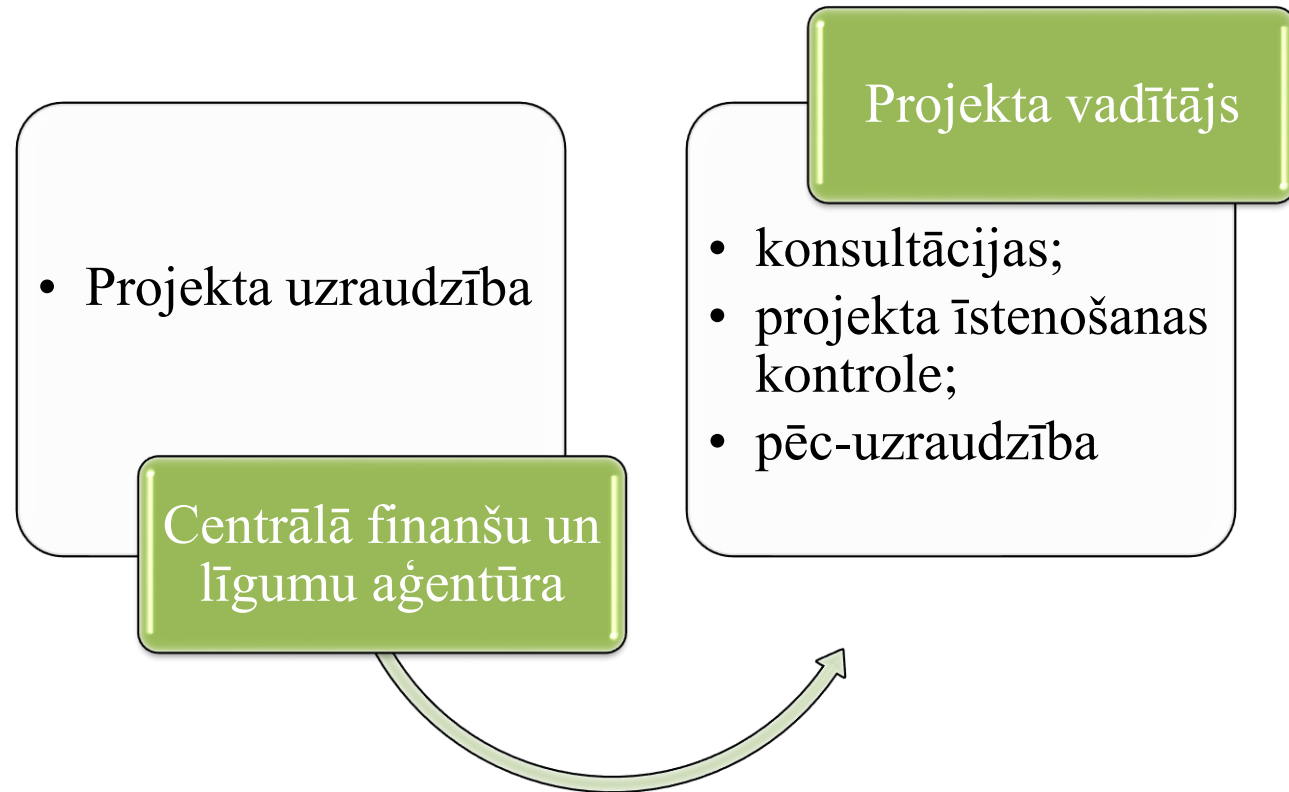 • Projekta uzraudzība
Centrālā finanšu un
līgumu aģentūra
Projekta vadītājs
• konsultācijas;
• projekta īstenošanas
kontrole;
• pēc-uzraudzība